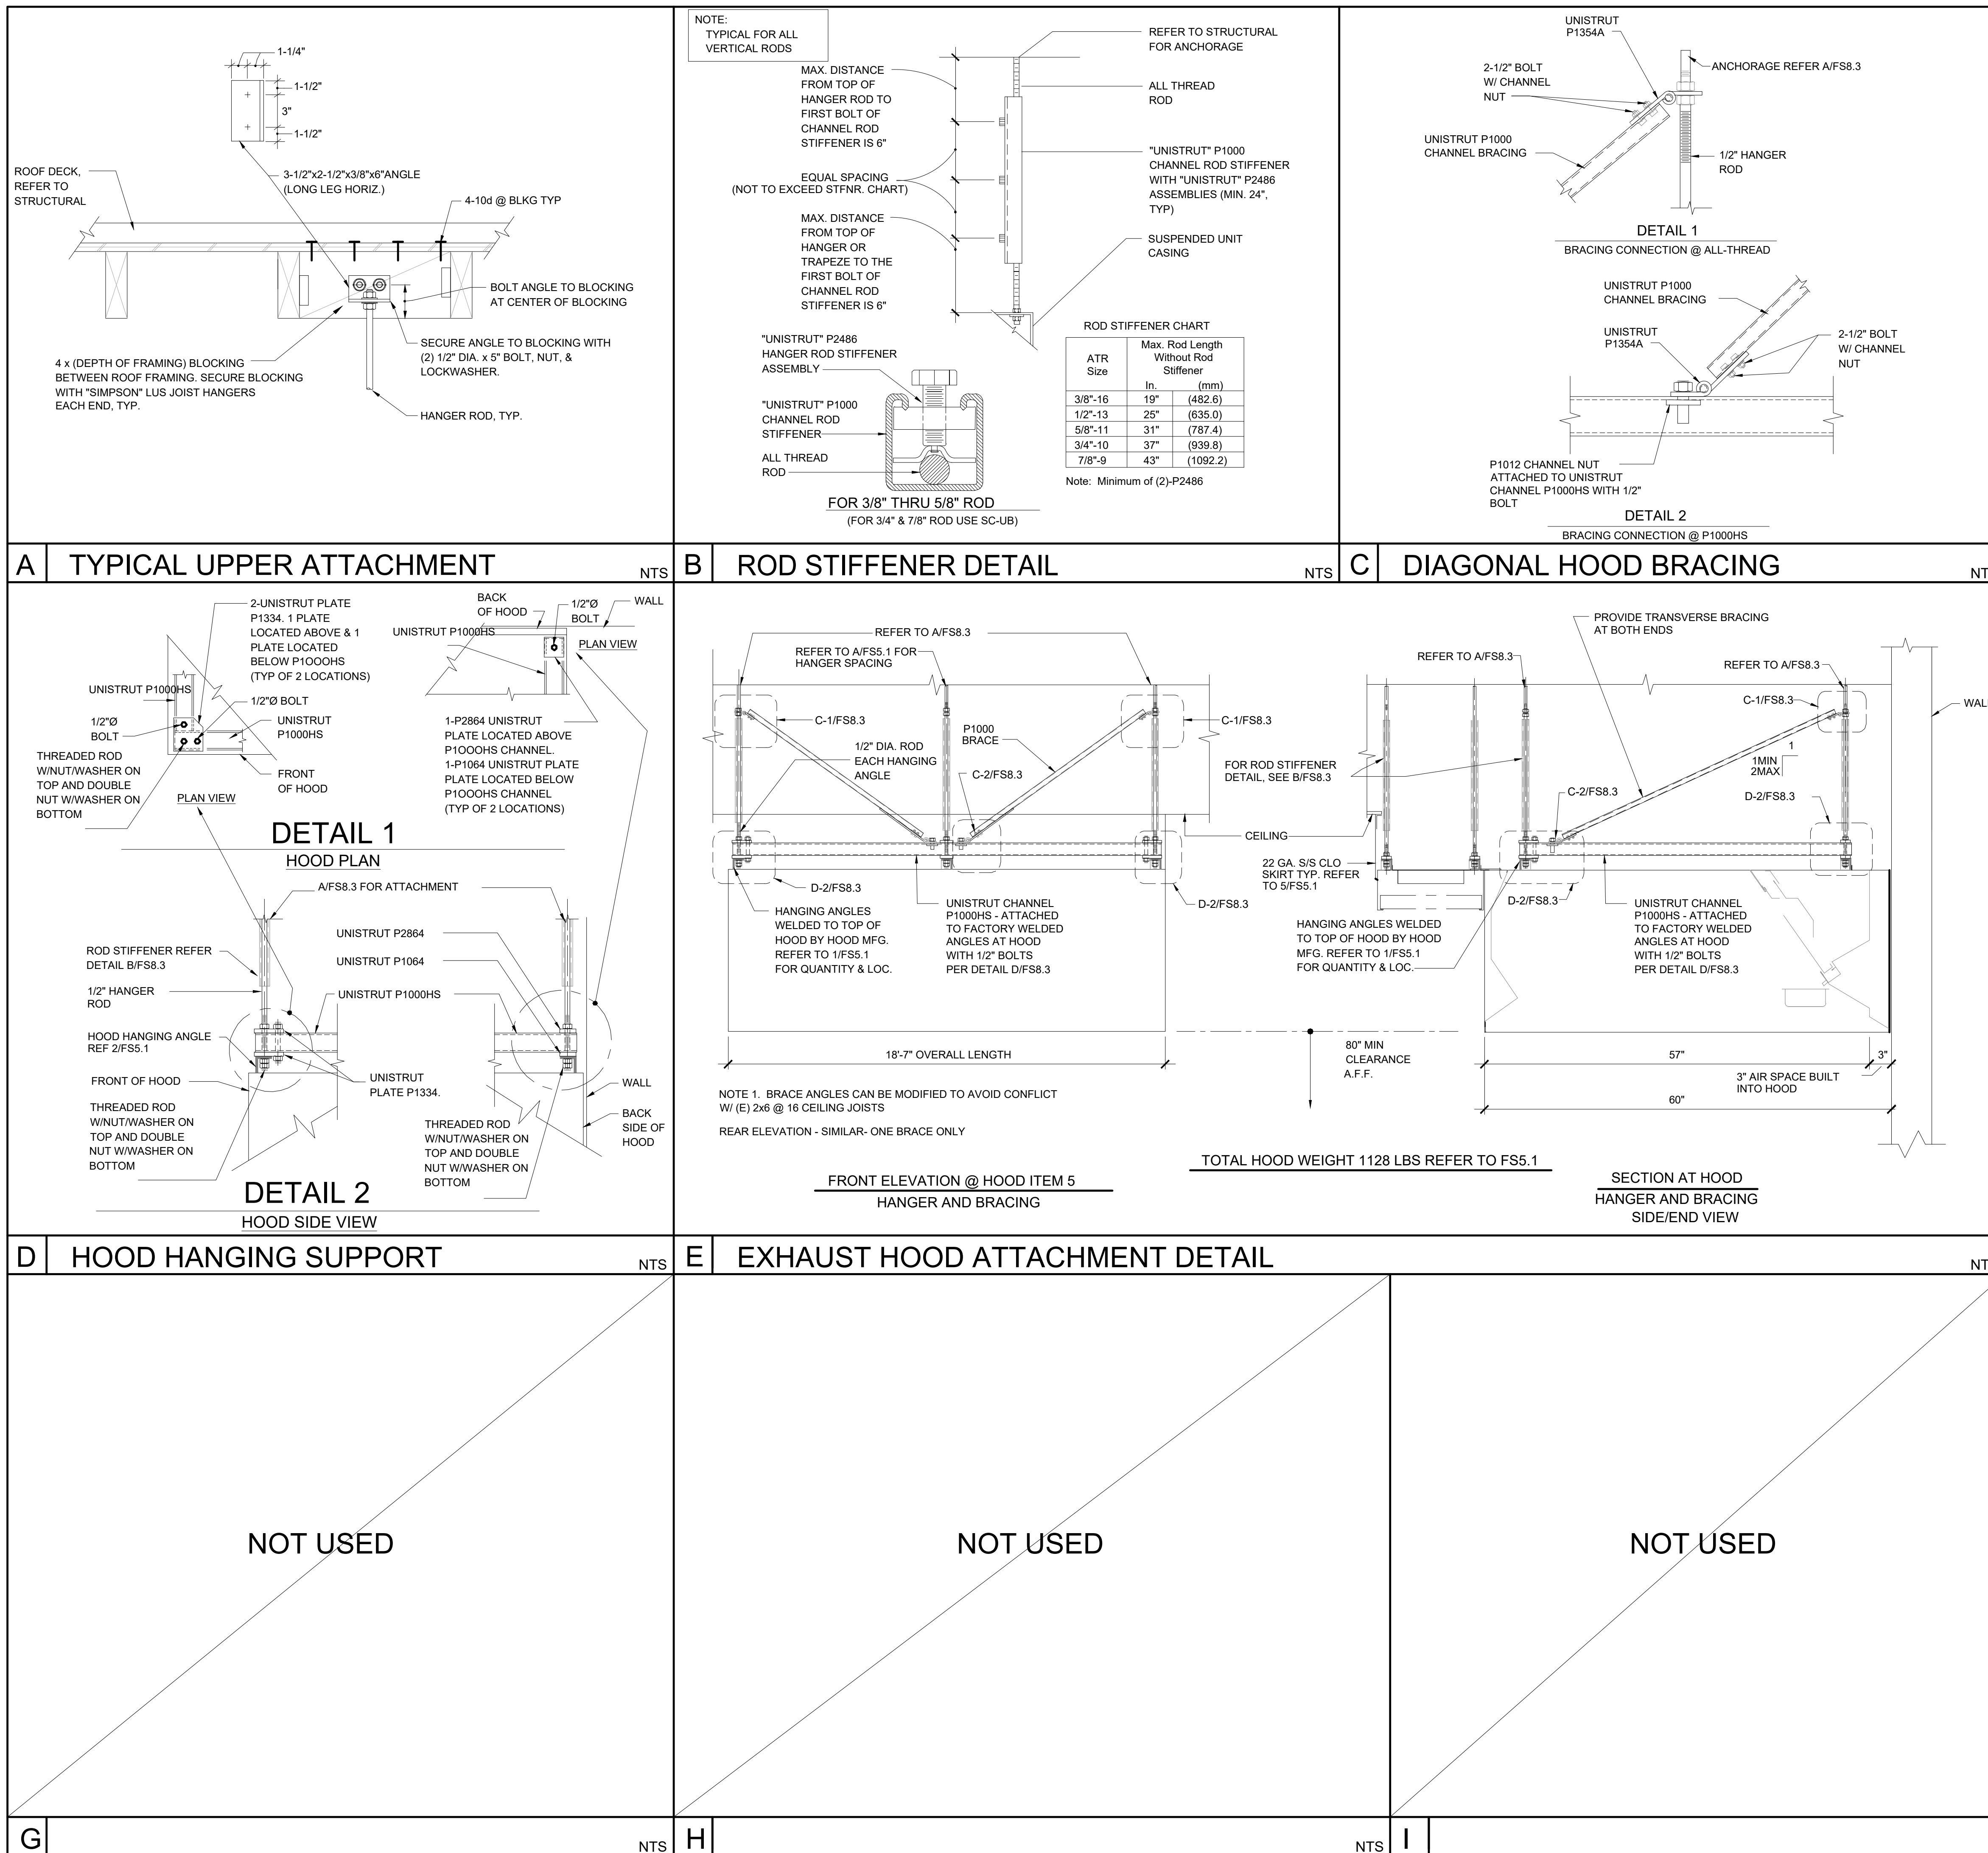 1-1/4"
1-1/2"
3"
1-1/2"
ROOF DECK,
REFER TO
STRUCTURAL
3-1/2"x2-1/2"x3/8"x6"ANGLE
(LONG LEG HORIZ.)
4-10d @ BLKG TYP
BOLT ANGLE TO BLOCKING
AT CENTER OF BLOCKING
SECURE ANGLE TO BLOCKING WITH
(2) 1/2" DIA. x 5" BOLT, NUT, &
LOCKWASHER.
4 x (DEPTH OF FRAMING) BLOCKING
BETWEEN ROOF FRAMING. SECURE BLOCKING
WITH "SIMPSON" LUS JOIST HANGERS
EACH END, TYP.
HANGER ROD, TYP.
A TYPICAL UPPER ATTACHMENT NTS
NOTE:
TYPICAL FOR ALL
VERTICAL RODS
MAX. DISTANCE
FROM TOP OF
HANGER ROD TO
FIRST BOLT OF
CHANNEL ROD
STIFFENER IS 6"
EQUAL SPACING
(NOT TO EXCEED STFNR. CHART)
MAX. DISTANCE
FROM TOP OF
HANGER OR
TRAPEZE TO THE
FIRST BOLT OF
CHANNEL ROD
STIFFENER IS 6"
REFER TO STRUCTURAL
FOR ANCHORAGE
ALL THREAD
ROD
"UNISTRUT" P1000
CHANNEL ROD STIFFENER
WITH "UNISTRUT" P2486
ASSEMBLIES (MIN. 24",
TYP)
SUSPENDED UNIT
CASING
"UNISTRUT" P2486
HANGER ROD STIFFENER
ASSEMBLY
"UNISTRUT" P1000
CHANNEL ROD
STIFFENER
ALL THREAD
ROD
FOR 3/8" THRU 5/8" ROD
(FOR 3/4" & 7/8" ROD USE SC-UB)
ROD STIFFENER CHART
ATR
Size
Max. Rod Length
Without Rod
Stiffener
In. (mm)
3/8"-16 19" (482.6)
1/2"-13 25" (635.0)
5/8"-11 31" (787.4)
3/4"-10 37" (939.8)
7/8"-9 43" (1092.2)
Note: Minimum of (2)-P2486
B ROD STIFFENER DETAIL NTS
UNISTRUT
P1354A
2-1/2" BOLT
W/ CHANNEL
NUT
ANCHORAGE REFER A/FS8.3
UNISTRUT P1000
CHANNEL BRACING
1/2" HANGER
ROD
DETAIL 1
BRACING CONNECTION @ ALL-THREAD
UNISTRUT P1000
CHANNEL BRACING
UNISTRUT
P1354A
2-1/2" BOLT
W/ CHANNEL
NUT
P1012 CHANNEL NUT
ATTACHED TO UNISTRUT
CHANNEL P1000HS WITH 1/2"
BOLT
DETAIL 2
BRACING CONNECTION @ P1000HS
C DIAGONAL HOOD BRACING NT
2-UNISTRUT PLATE
P1334. 1 PLATE
LOCATED ABOVE & 1
PLATE LOCATED
BELOW P1OOOHS
(TYP OF 2 LOCATIONS)
UNISTRUT P1000HS
1/2"Ø BOLT
1/2"Ø
BOLT
UNISTRUT
P1000HS
THREADED ROD
W/NUT/WASHER ON
TOP AND DOUBLE
NUT W/WASHER ON
BOTTOM
FRONT
OF HOOD
PLAN VIEW
BACK
OF HOOD
1/2"Ø
BOLT
WALL
UNISTRUT P1000HS
PLAN VIEW
1-P2864 UNISTRUT
PLATE LOCATED ABOVE
P1OOOHS CHANNEL.
1-P1064 UNISTRUT PLATE
PLATE LOCATED BELOW
P1OOOHS CHANNEL
(TYP OF 2 LOCATIONS)
DETAIL 1
HOOD PLAN
A/FS8.3 FOR ATTACHMENT
ROD STIFFENER REFER
DETAIL B/FS8.3
1/2" HANGER
ROD
HOOD HANGING ANGLE
REF 2/FS5.1
FRONT OF HOOD
THREADED ROD
W/NUT/WASHER ON
TOP AND DOUBLE
NUT W/WASHER ON
BOTTOM
UNISTRUT P2864
UNISTRUT P1064
UNISTRUT P1000HS
UNISTRUT
PLATE P1334.
THREADED ROD
W/NUT/WASHER ON
TOP AND DOUBLE
NUT W/WASHER ON
BOTTOM
WALL
BACK
SIDE OF
HOOD
DETAIL 2
HOOD SIDE VIEW
D HOOD HANGING SUPPORT NTS
REFER TO A/FS8.3
REFER TO A/FS5.1 FOR
HANGER SPACING
C-1/FS8.3
1/2" DIA. ROD
EACH HANGING
ANGLE
P1000
BRACE
C-2/FS8.3
C-1/FS8.3
CEILING
D-2/FS8.3
D-2/FS8.3
HANGING ANGLES
WELDED TO TOP OF
HOOD BY HOOD MFG.
REFER TO 1/FS5.1
FOR QUANTITY & LOC.
UNISTRUT CHANNEL
P1000HS - ATTACHED
TO FACTORY WELDED
ANGLES AT HOOD
WITH 1/2" BOLTS
PER DETAIL D/FS8.3
18'-7" OVERALL LENGTH
NOTE 1. BRACE ANGLES CAN BE MODIFIED TO AVOID CONFLICT
W/ (E) 2x6 @ 16 CEILING JOISTS
REAR ELEVATION - SIMILAR- ONE BRACE ONLY
FRONT ELEVATION @ HOOD ITEM 5
HANGER AND BRACING
TOTAL HOOD WEIGHT 1128 LBS REFER TO FS5.1
80" MIN
CLEARANCE
A.F.F.
PROVIDE TRANSVERSE BRACING
AT BOTH ENDS
REFER TO A/FS8.3
REFER TO A/FS8.3
C-1/FS8.3
WAL
FOR ROD STIFFENER
DETAIL, SEE B/FS8.3
1
1MIN
2MAX
C-2/FS8.3
D-2/FS8.3
22 GA. S/S CLO
SKIRT TYP. REFER
TO 5/FS5.1
D-2/FS8.3
HANGING ANGLES WELDED
TO TOP OF HOOD BY HOOD
MFG. REFER TO 1/FS5.1
FOR QUANTITY & LOC.
UNISTRUT CHANNEL
P1000HS - ATTACHED
TO FACTORY WELDED
ANGLES AT HOOD
WITH 1/2" BOLTS
PER DETAIL D/FS8.3
57"
3"
3" AIR SPACE BUILT
INTO HOOD
60"
SECTION AT HOOD
HANGER AND BRACING
SIDE/END VIEW
E EXHAUST HOOD ATTACHMENT DETAIL NT
NOT USED
NOT USED
NOT USED
G NTS
H NTS
I